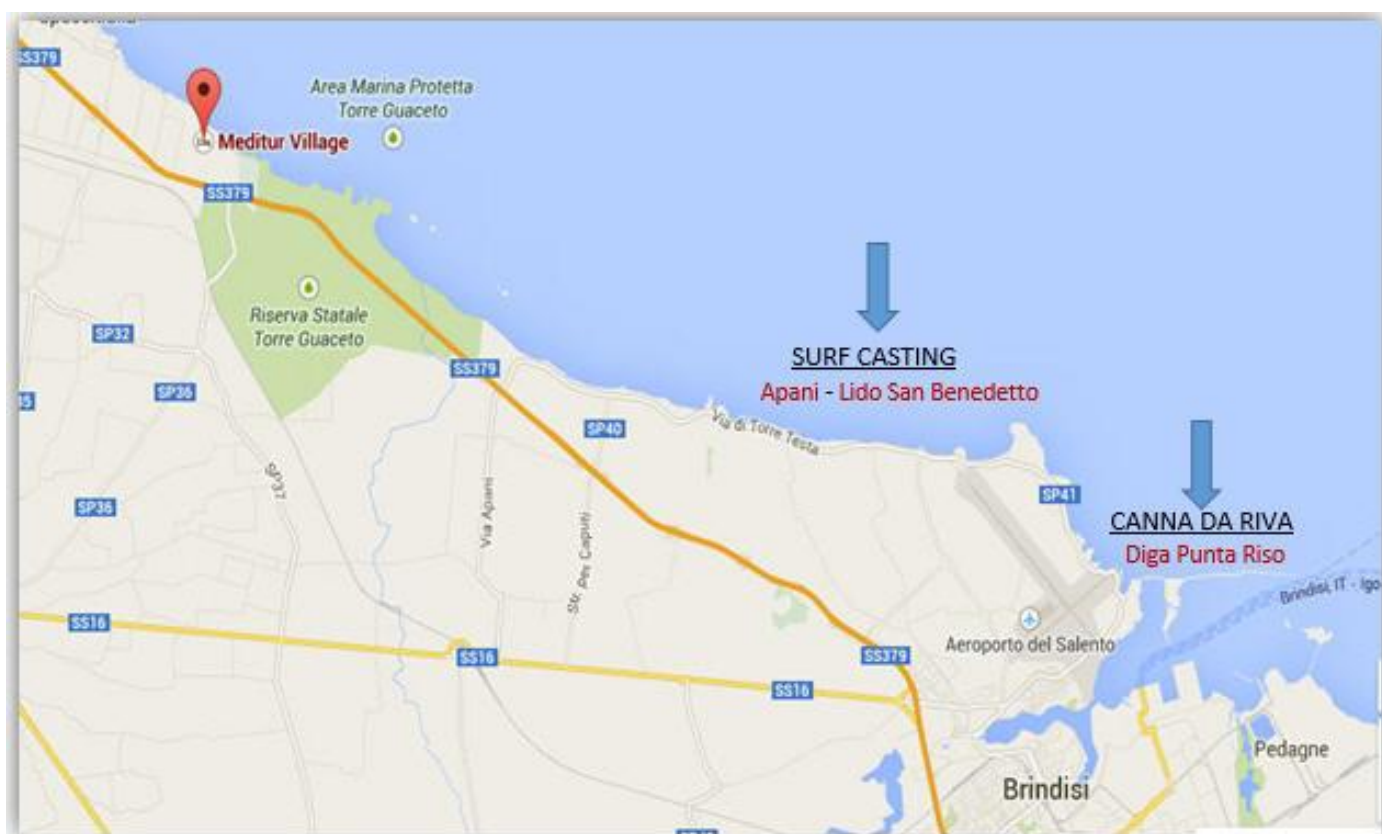 SS379
Area Marina Protetta
Torre Guaceto
Meditur Village
SS379
Riserva Statale
Torre Guaceto
SP32
SP36
SS379
SURF CASTING
Apani - Lido San Benedetto
Via di Torre Testa
SP40
SP37
SP36
Via Apani
Str. per Caputi
SP41
CANNA DA RIVA
Diga Punta Riso
Brindisi, IT - Igo
Aeroporto del Salento
SS16
SS16
SS379
SS16
Pedagne
Brindisi